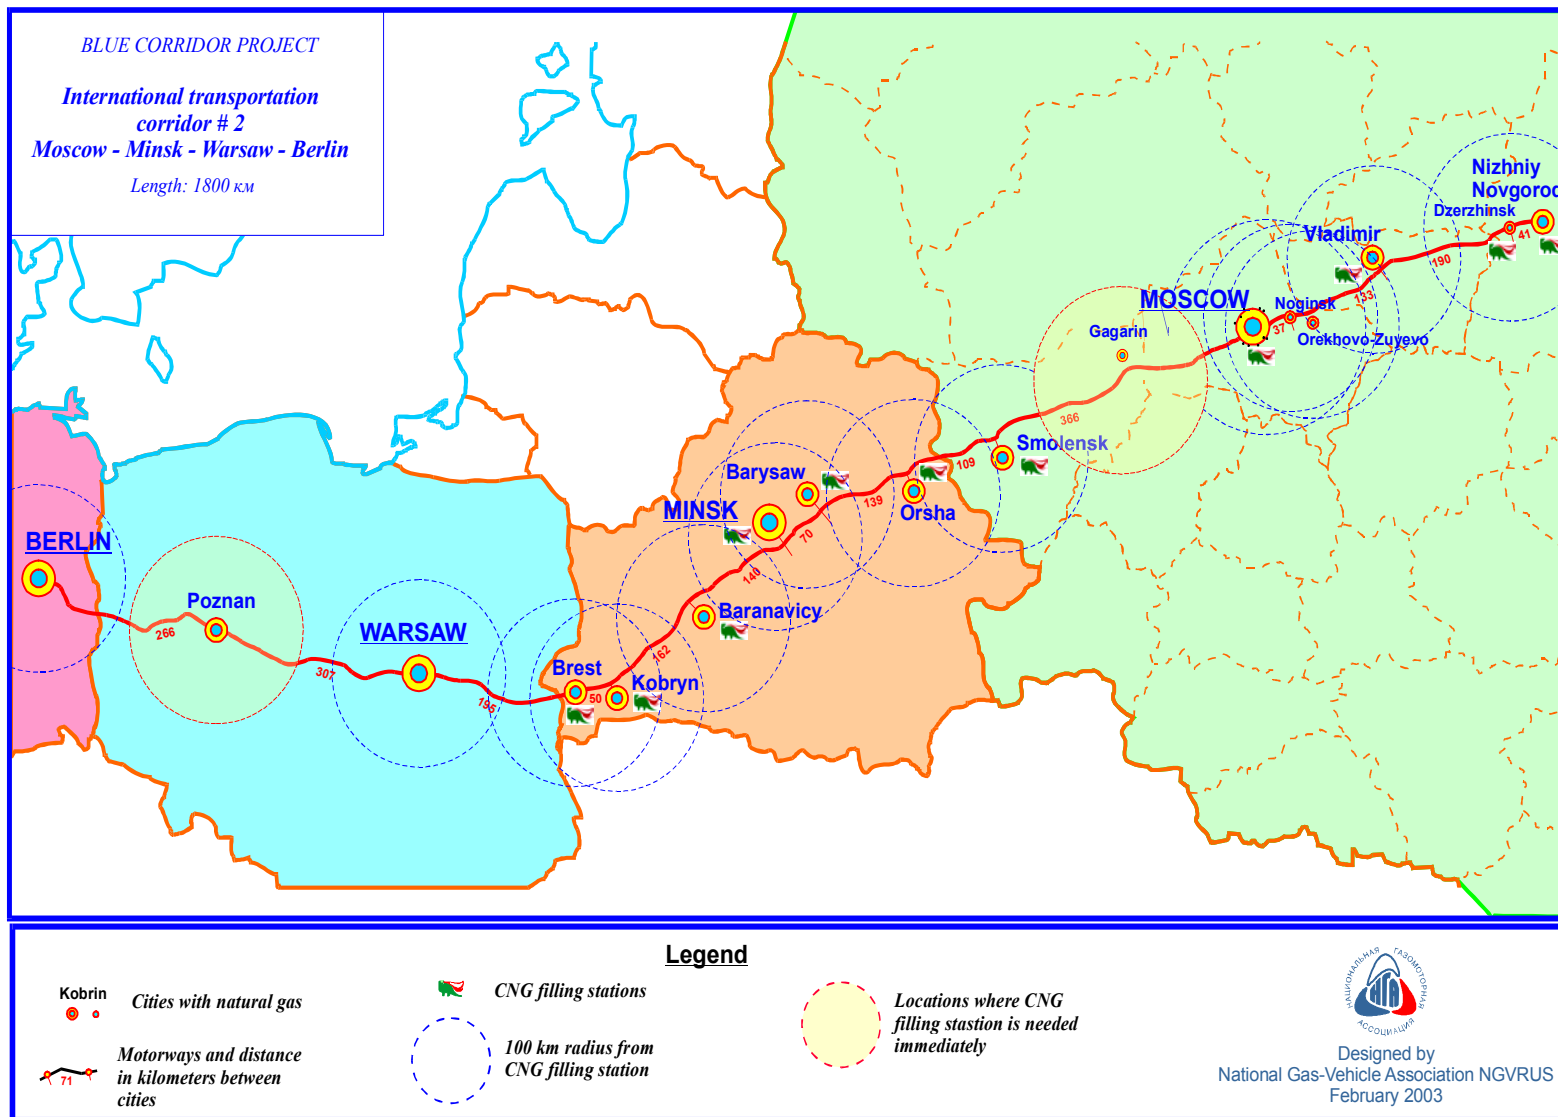 BLUE CORRIDOR PROJECT
International transportation
corridor # 2
Moscow - Minsk - Warsaw - Berlin
Length: 1800 км
Nizhniy
Novgorod
Dzerzhinsk
41
Vladimir
190
133
MOSCOW
Noginsk
37
Orekhovo-Zuyevo
Gagarin
366
Smolensk
109
Barysaw
139
Orsha
MINSK
70
140
BERLIN
Baranavicy
Poznan
266
WARSAW
162
307
Brest
Kobryn
195
50
Legend
Kobrin
Cities with natural gas
71
Motorways and distance
in kilometers between
cities
CNG filling stations
100 km radius from
CNG filling station
Locations where CNG
filling stastion is needed
immediately
НАЦИОНАЛЬНАЯ ГАЗОМОТОРНАЯ
НГА
АССОЦИАЦИЯ
Designed by
National Gas-Vehicle Association NGVRUS
February 2003